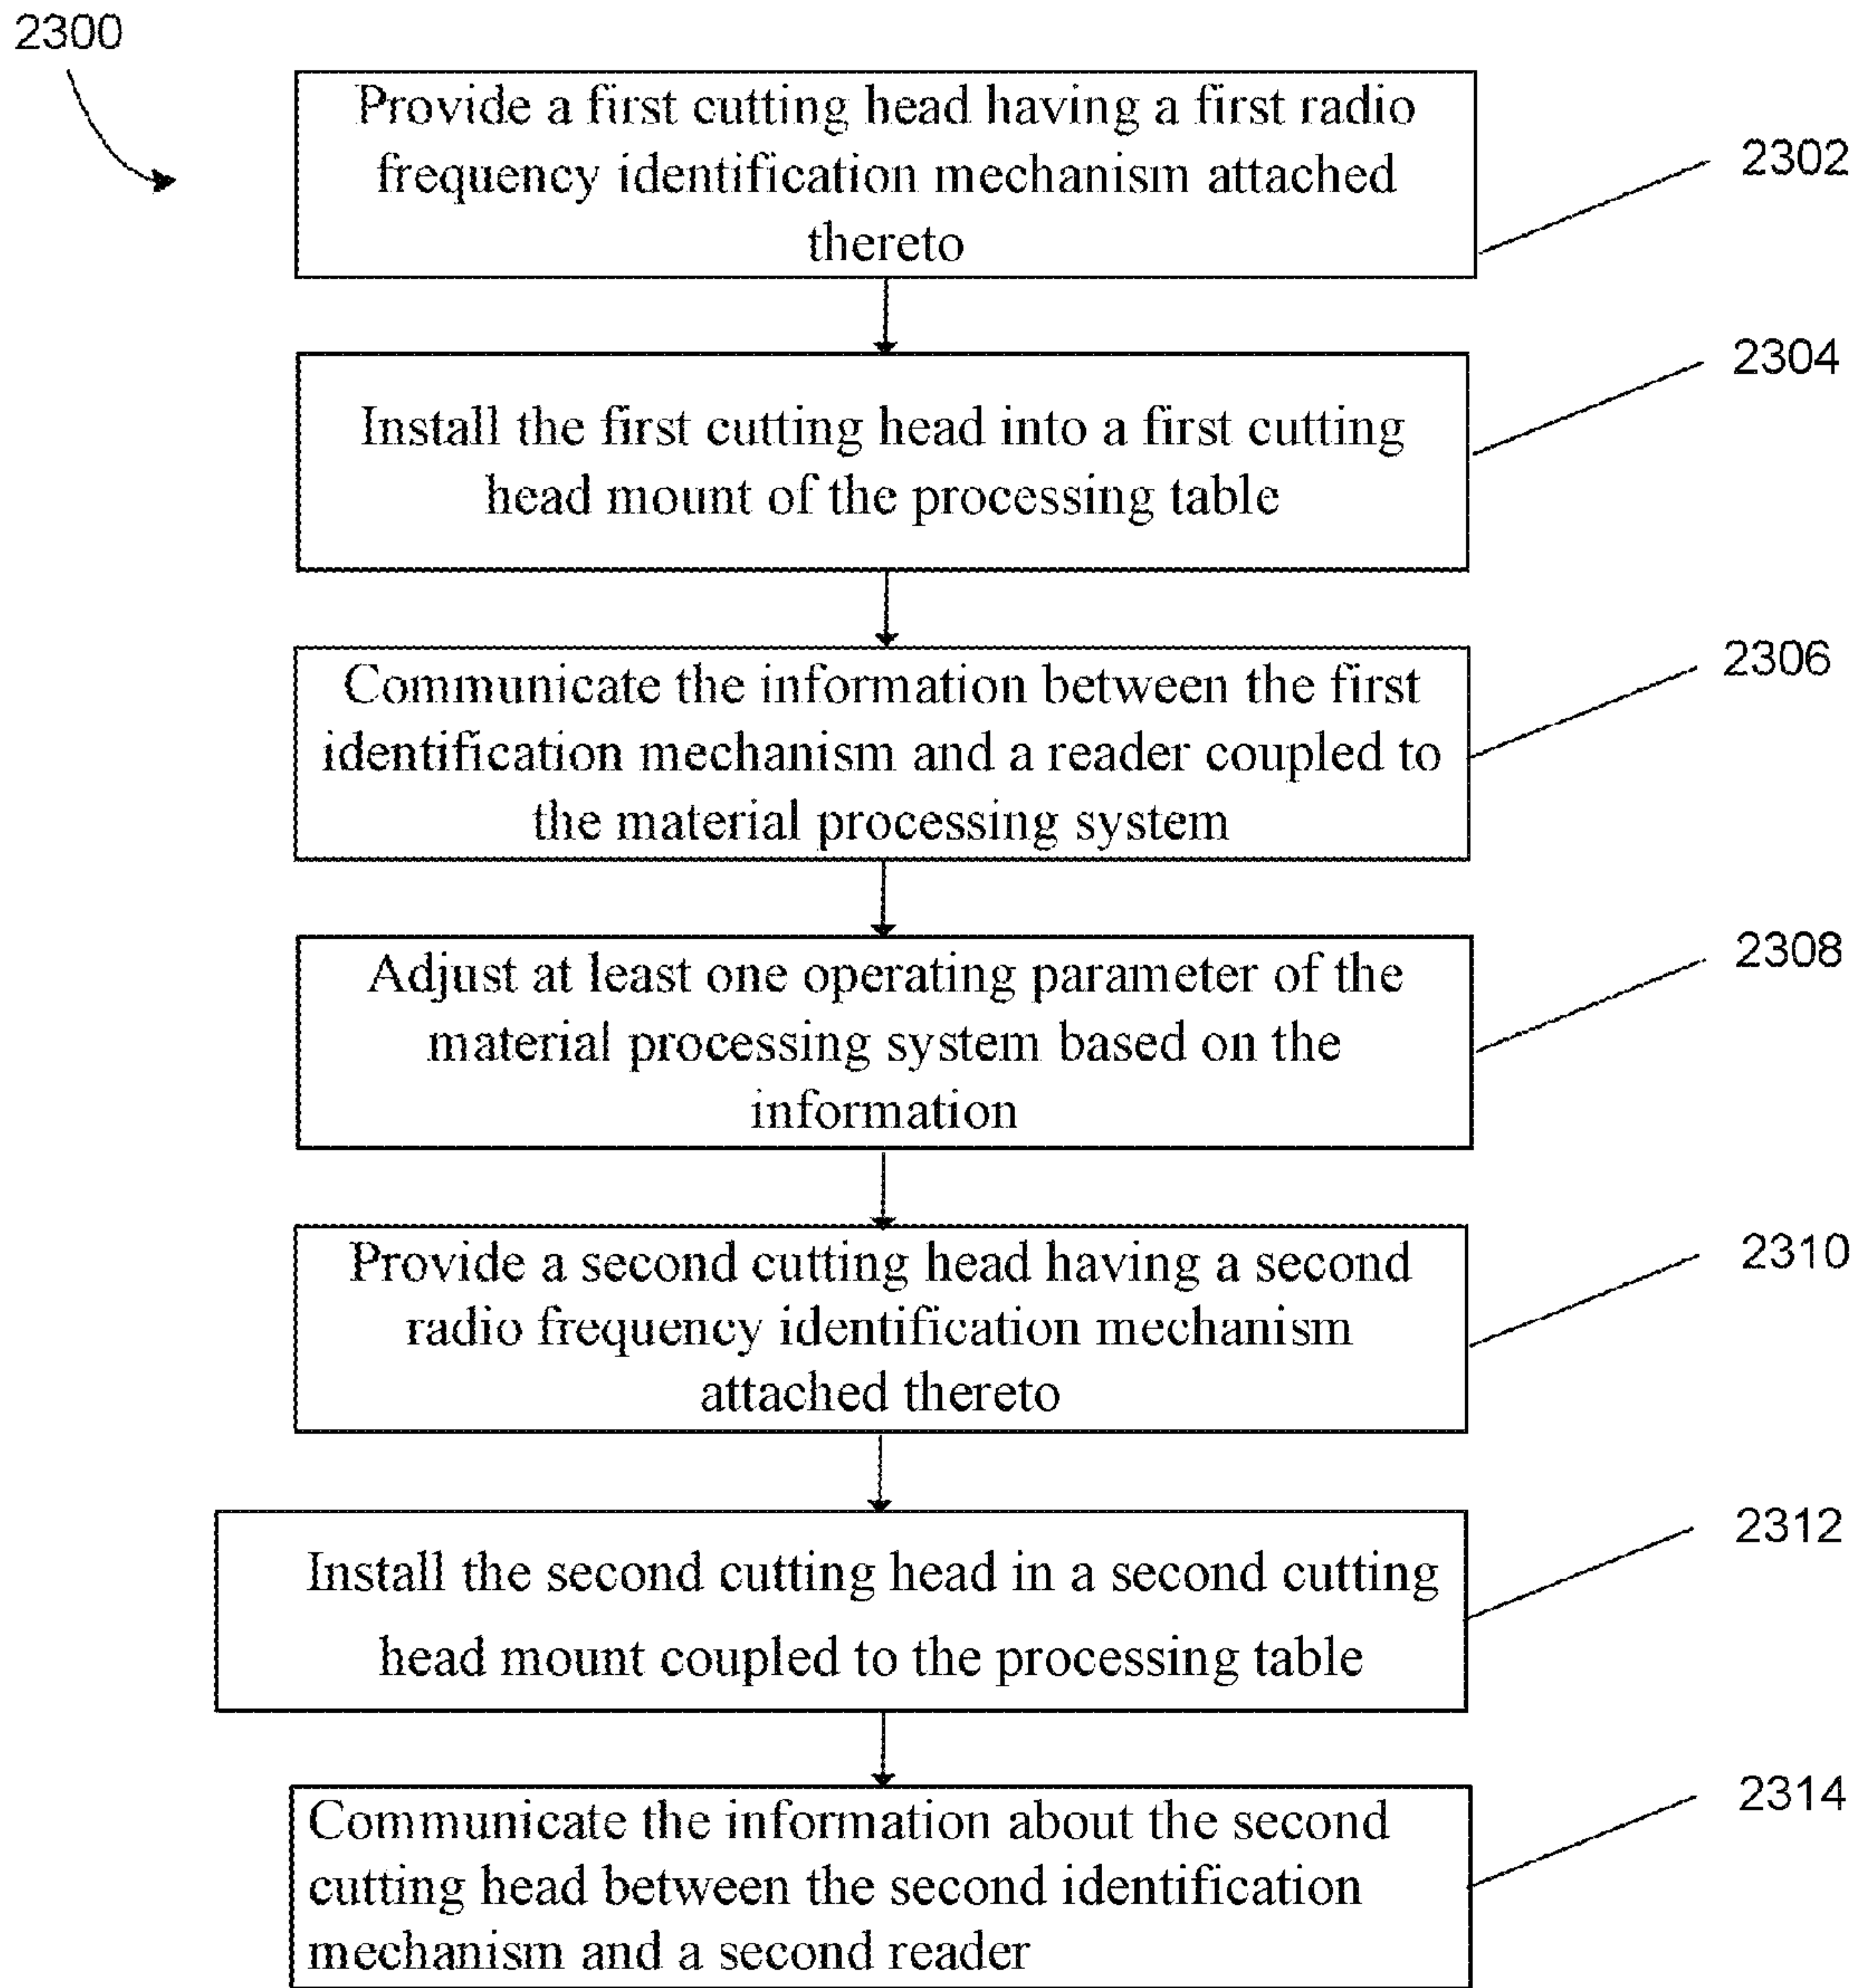 2300
Provide a first cutting head having a first radio
frequency identification mechanism attached
thereto
2302
Install the first cutting head into a first cutting
head mount of the processing table
2304
Communicate the information between the first
identification mechanism and a reader coupled to
the material processing system
2306
Adjust at least one operating parameter of the
material processing system based on the
information
2308
Provide a second cutting head having a second
radio frequency identification mechanism
attached thereto
2310
Install the second cutting head in a second cutting
head mount coupled to the processing table
2312
Communicate the information about the second
cutting head between the second identification
mechanism and a second reader
2314